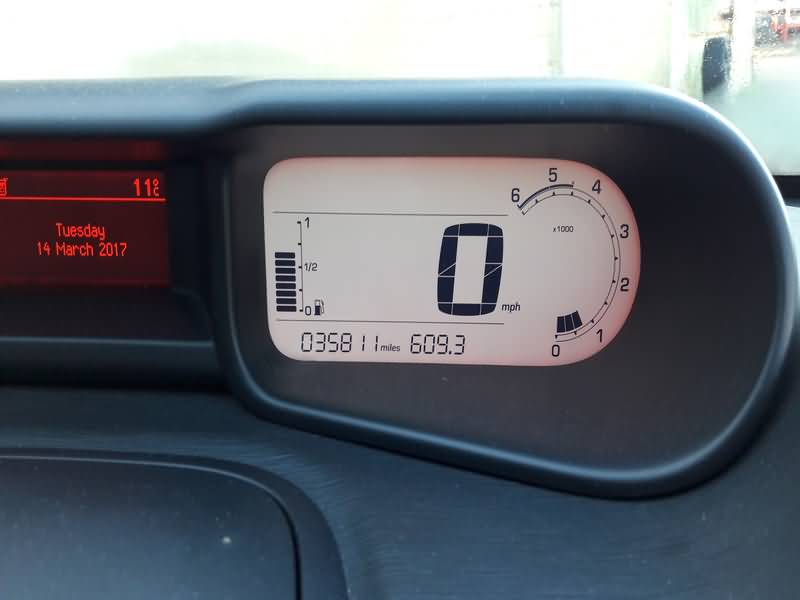 11°C
Tuesday
14 March 2017
1
1/2
0
0 mph
035811 miles 609.3
6 5 4 3 2 1 0
x1000